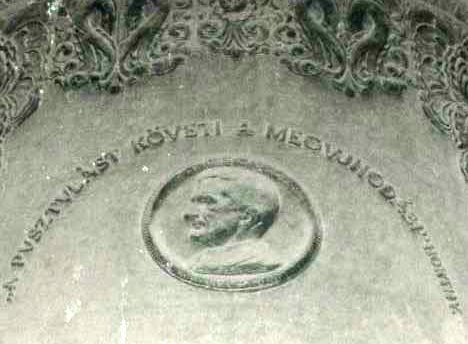 „A PVSZTVLÁST KÖVETI A MEGVJHODÁS"